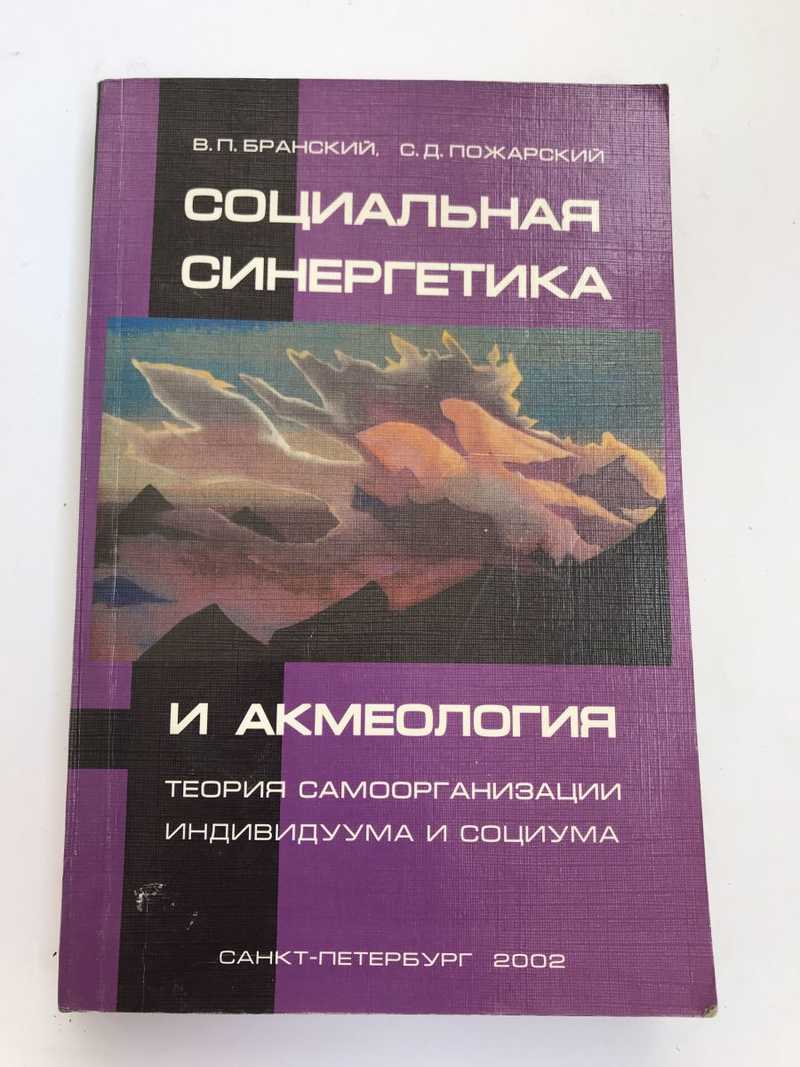 В.П. БРАНСКИЙ, С.Д. ПОЖАРСКИЙ
СОЦИАЛЬНАЯ
СИНЕРГЕТИКА
И АКМЕОЛОГИЯ
ТЕОРИЯ САМООРГАНИЗАЦИИ
ИНДИВИДУУМА И СОЦИУМА
САНКТ-ПЕТЕРБУРГ 2002